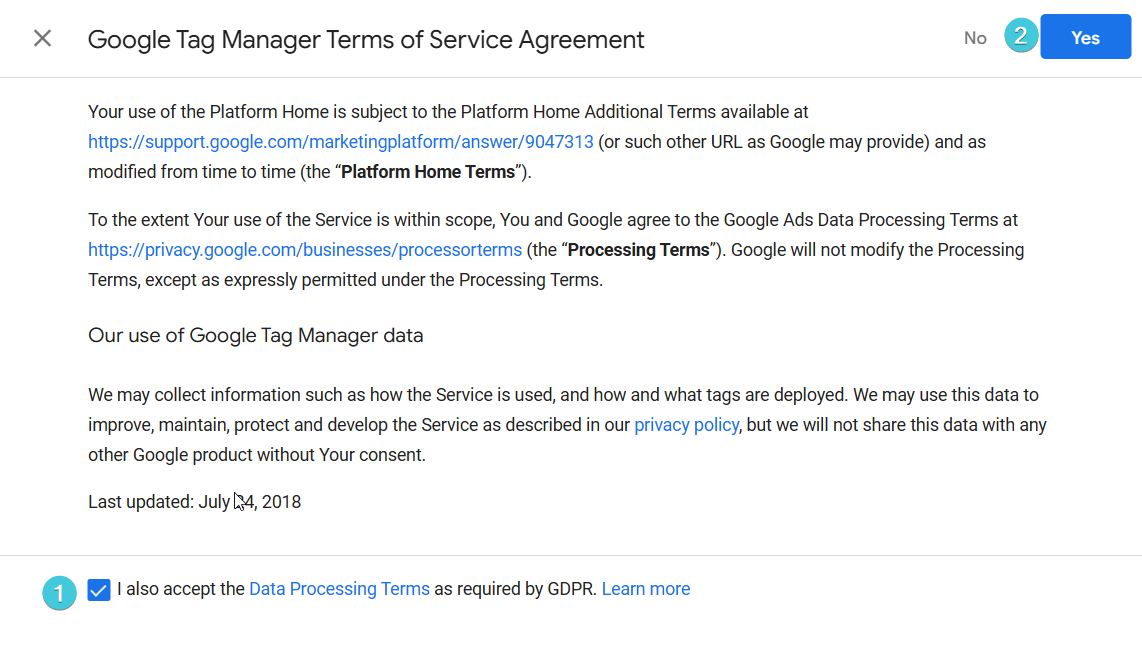 Google Tag Manager Terms of Service Agreement
No
2
Yes
Your use of the Platform Home is subject to the Platform Home Additional Terms available at
https://support.google.com/marketingplatform/answer/9047313 (or such other URL as Google may provide) and as
modified from time to time (the “Platform Home Terms”).
To the extent Your use of the Service is within scope, You and Google agree to the Google Ads Data Processing Terms at
https://privacy.google.com/businesses/processorterms (the “Processing Terms”). Google will not modify the Processing
Terms, except as expressly permitted under the Processing Terms.
Our use of Google Tag Manager data
We may collect information such as how the Service is used, and how and what tags are deployed. We may use this data to
improve, maintain, protect and develop the Service as described in our privacy policy, but we will not share this data with any
other Google product without Your consent.
Last updated: July 2018
1
I also accept the Data Processing Terms as required by GDPR. Learn more